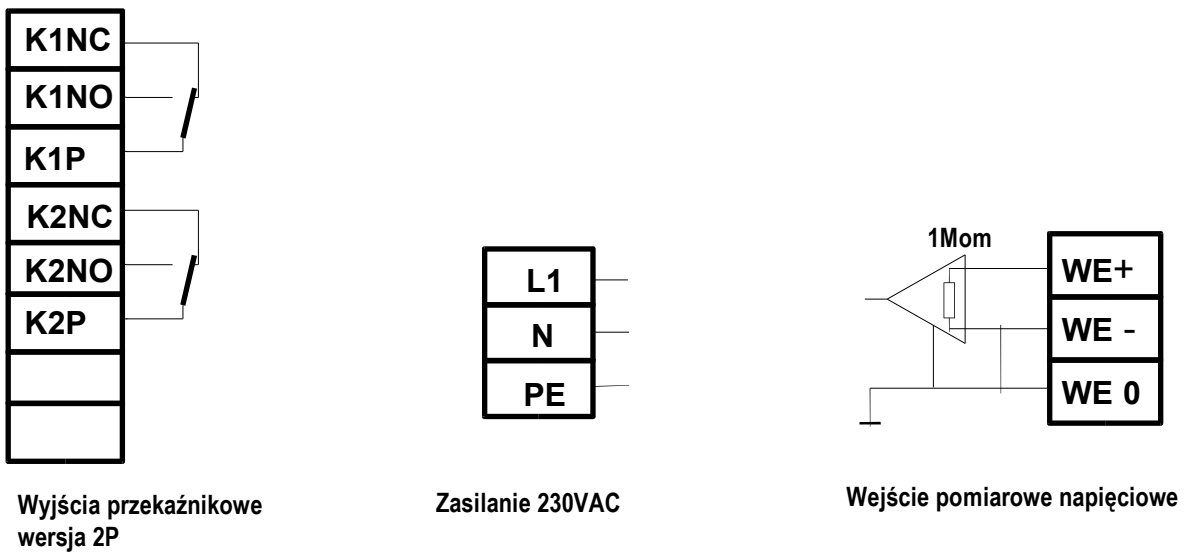 K1NC
K1NO
K1P
K2NC
K2NO
K2P
Wyjścia przekaźnikowe
wersja 2P
L1
N
PE
Zasilanie 230VAC
1Mom
WE+
WE -
WE 0
Wejście pomiarowe napięciowe